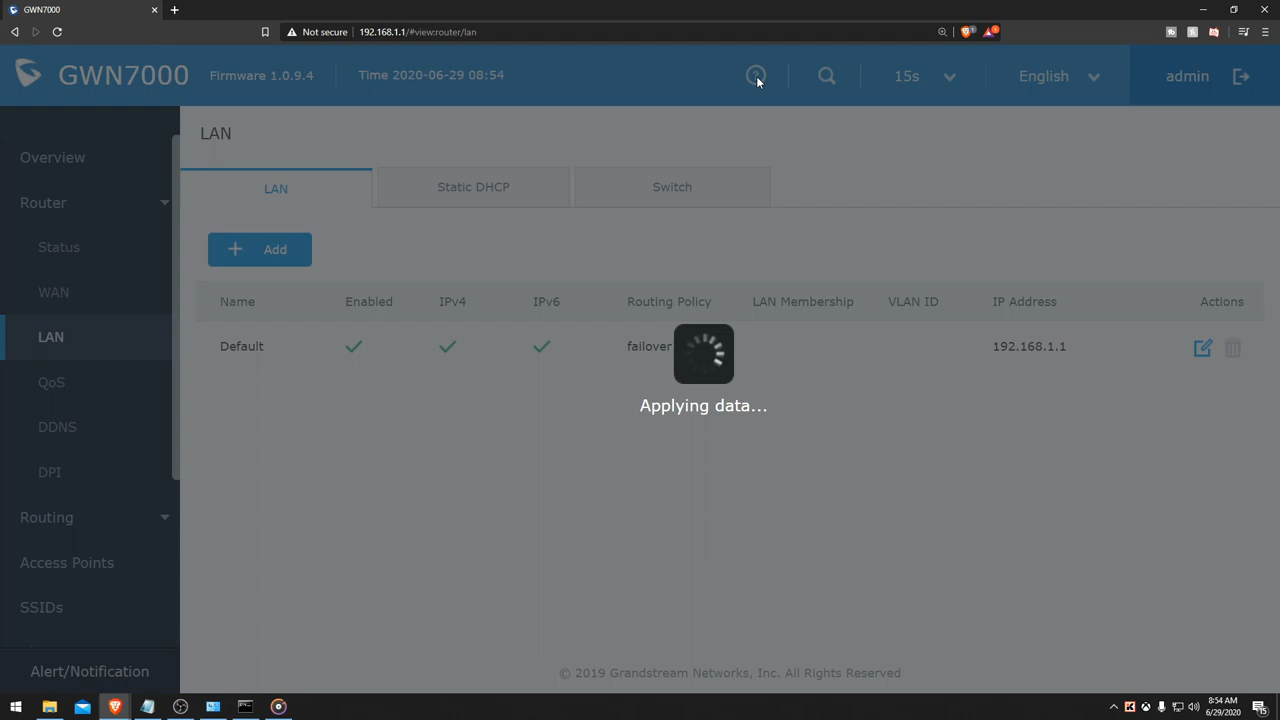 GWN7000
Not secure 192.168.1.1/#view:router/lan
GWN7000 Firmware 1.0.9.4 Time 2020-06-29 08:54 15s English admin
Overview
Router
Status
WAN
LAN
QoS
DDNS
DPI
Routing
Access Points
SSIDs
Alert/Notification
LAN
LAN Static DHCP Switch
Add
Name Enabled IPv4 IPv6 Routing Policy LAN Membership VLAN ID IP Address Actions
Default failover 192.168.1.1
Applying data...
© 2019 Grandstream Networks, Inc. All Rights Reserved
8:54 AM
6/29/2020